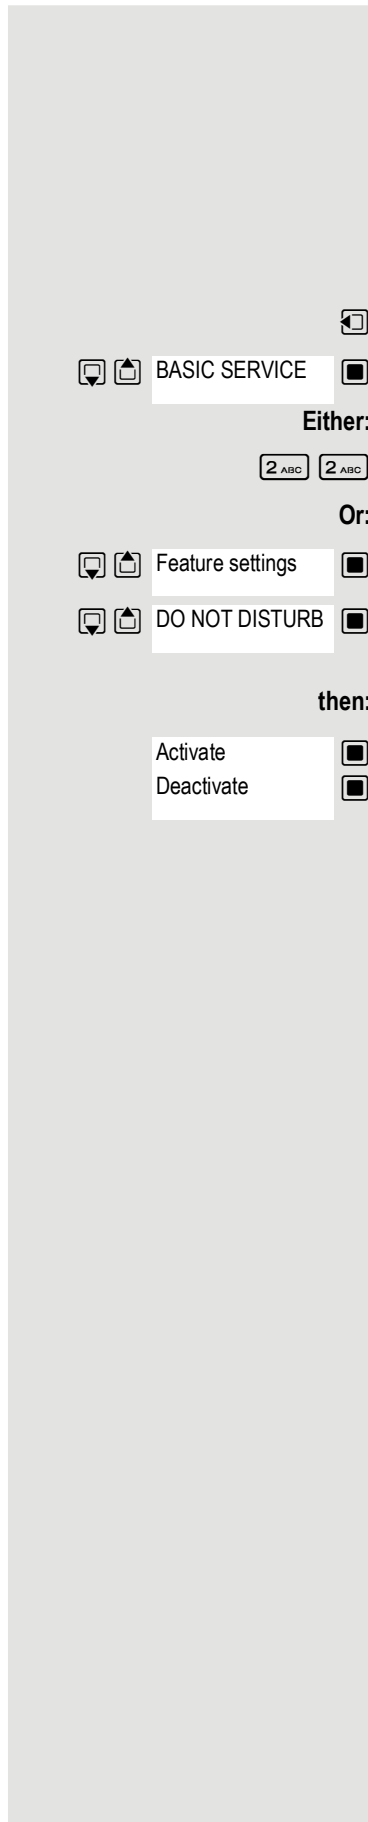 BASIC SERVICE
Either:
2 ABC 2 ABC
Or:
Feature settings
DO NOT DISTURB
then:
Activate
Deactivate